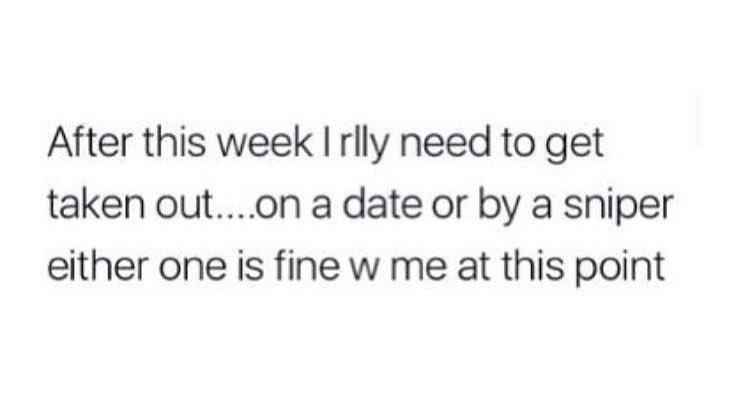 After this week I rlly need to get
taken out....on a date or by a sniper
either one is fine w me at this point